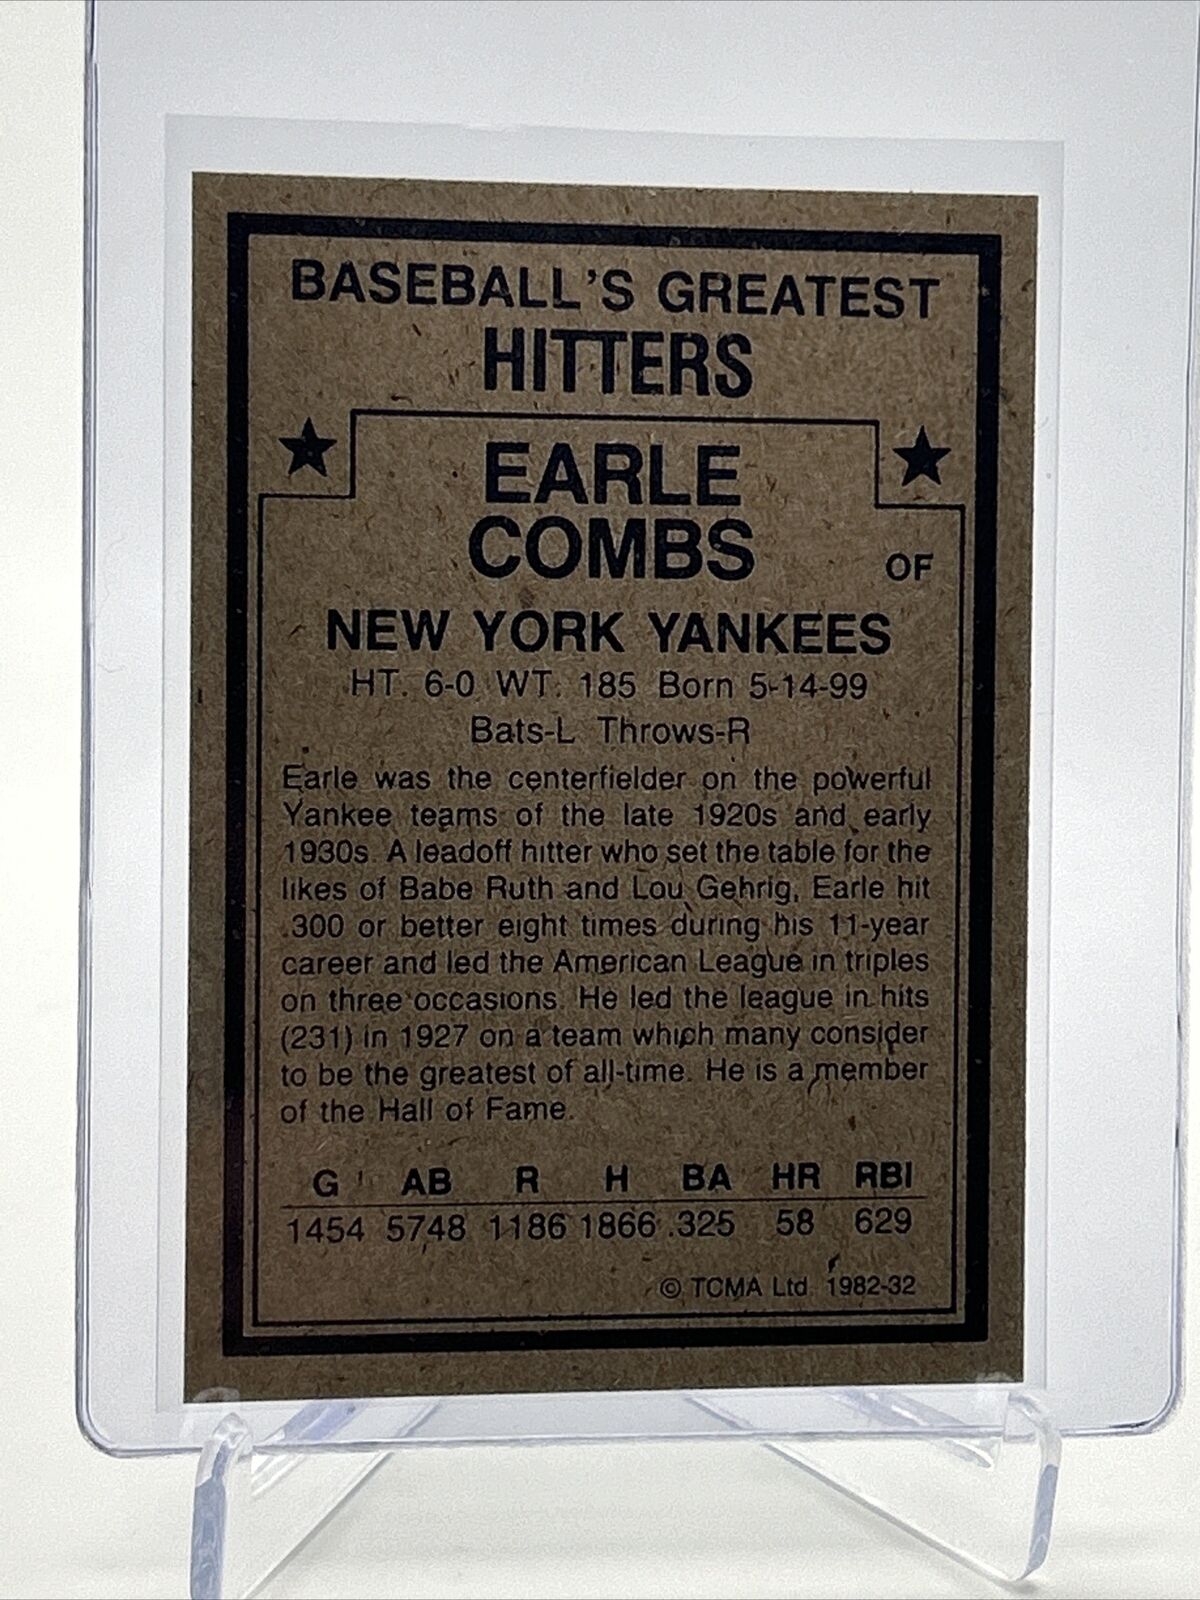 BASEBALL'S GREATEST
HITTERS
EARLE
COMBS
OF
NEW YORK YANKEES
HT. 6-0 WT. 185 Born 5-14-99
Bats-L Throws-R
Earle was the centerfielder on the powerful
Yankee teams of the late 1920s and early
1930s. A leadoff hitter who set the table for the
likes of Babe Ruth and Lou Gehrig, Earle hit
.300 or better eight times during his 11-year
career and led the American League in triples
on three occasions. He led the league in hits
(231) in 1927 on a team which many consider
to be the greatest of all-time. He is a member
of the Hall of Fame.
G AB R H BA HR RBI
1454 5748 1186 1866 .325 58 629
© TCMA Ltd. 1982-32